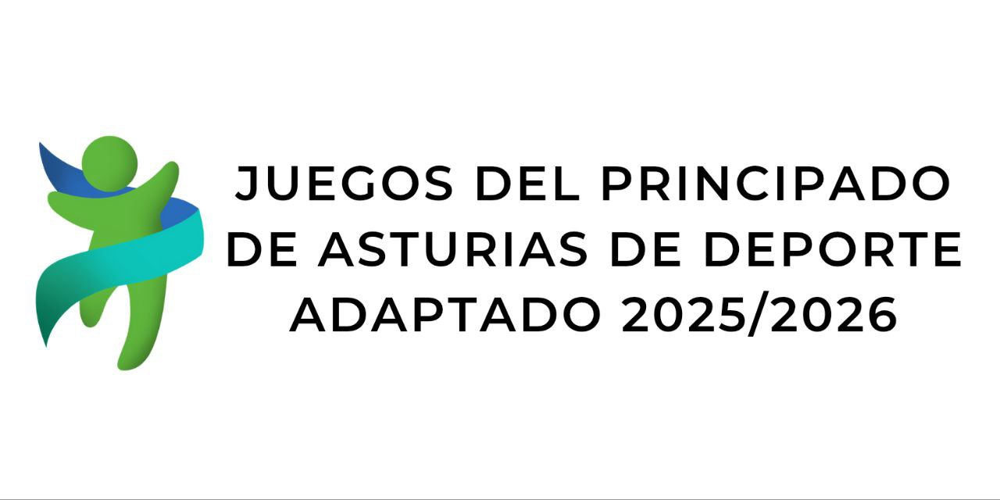 JUEGOS DEL PRINCIPADO
DE ASTURIAS DE DEPORTE
ADAPTADO 2025/2026